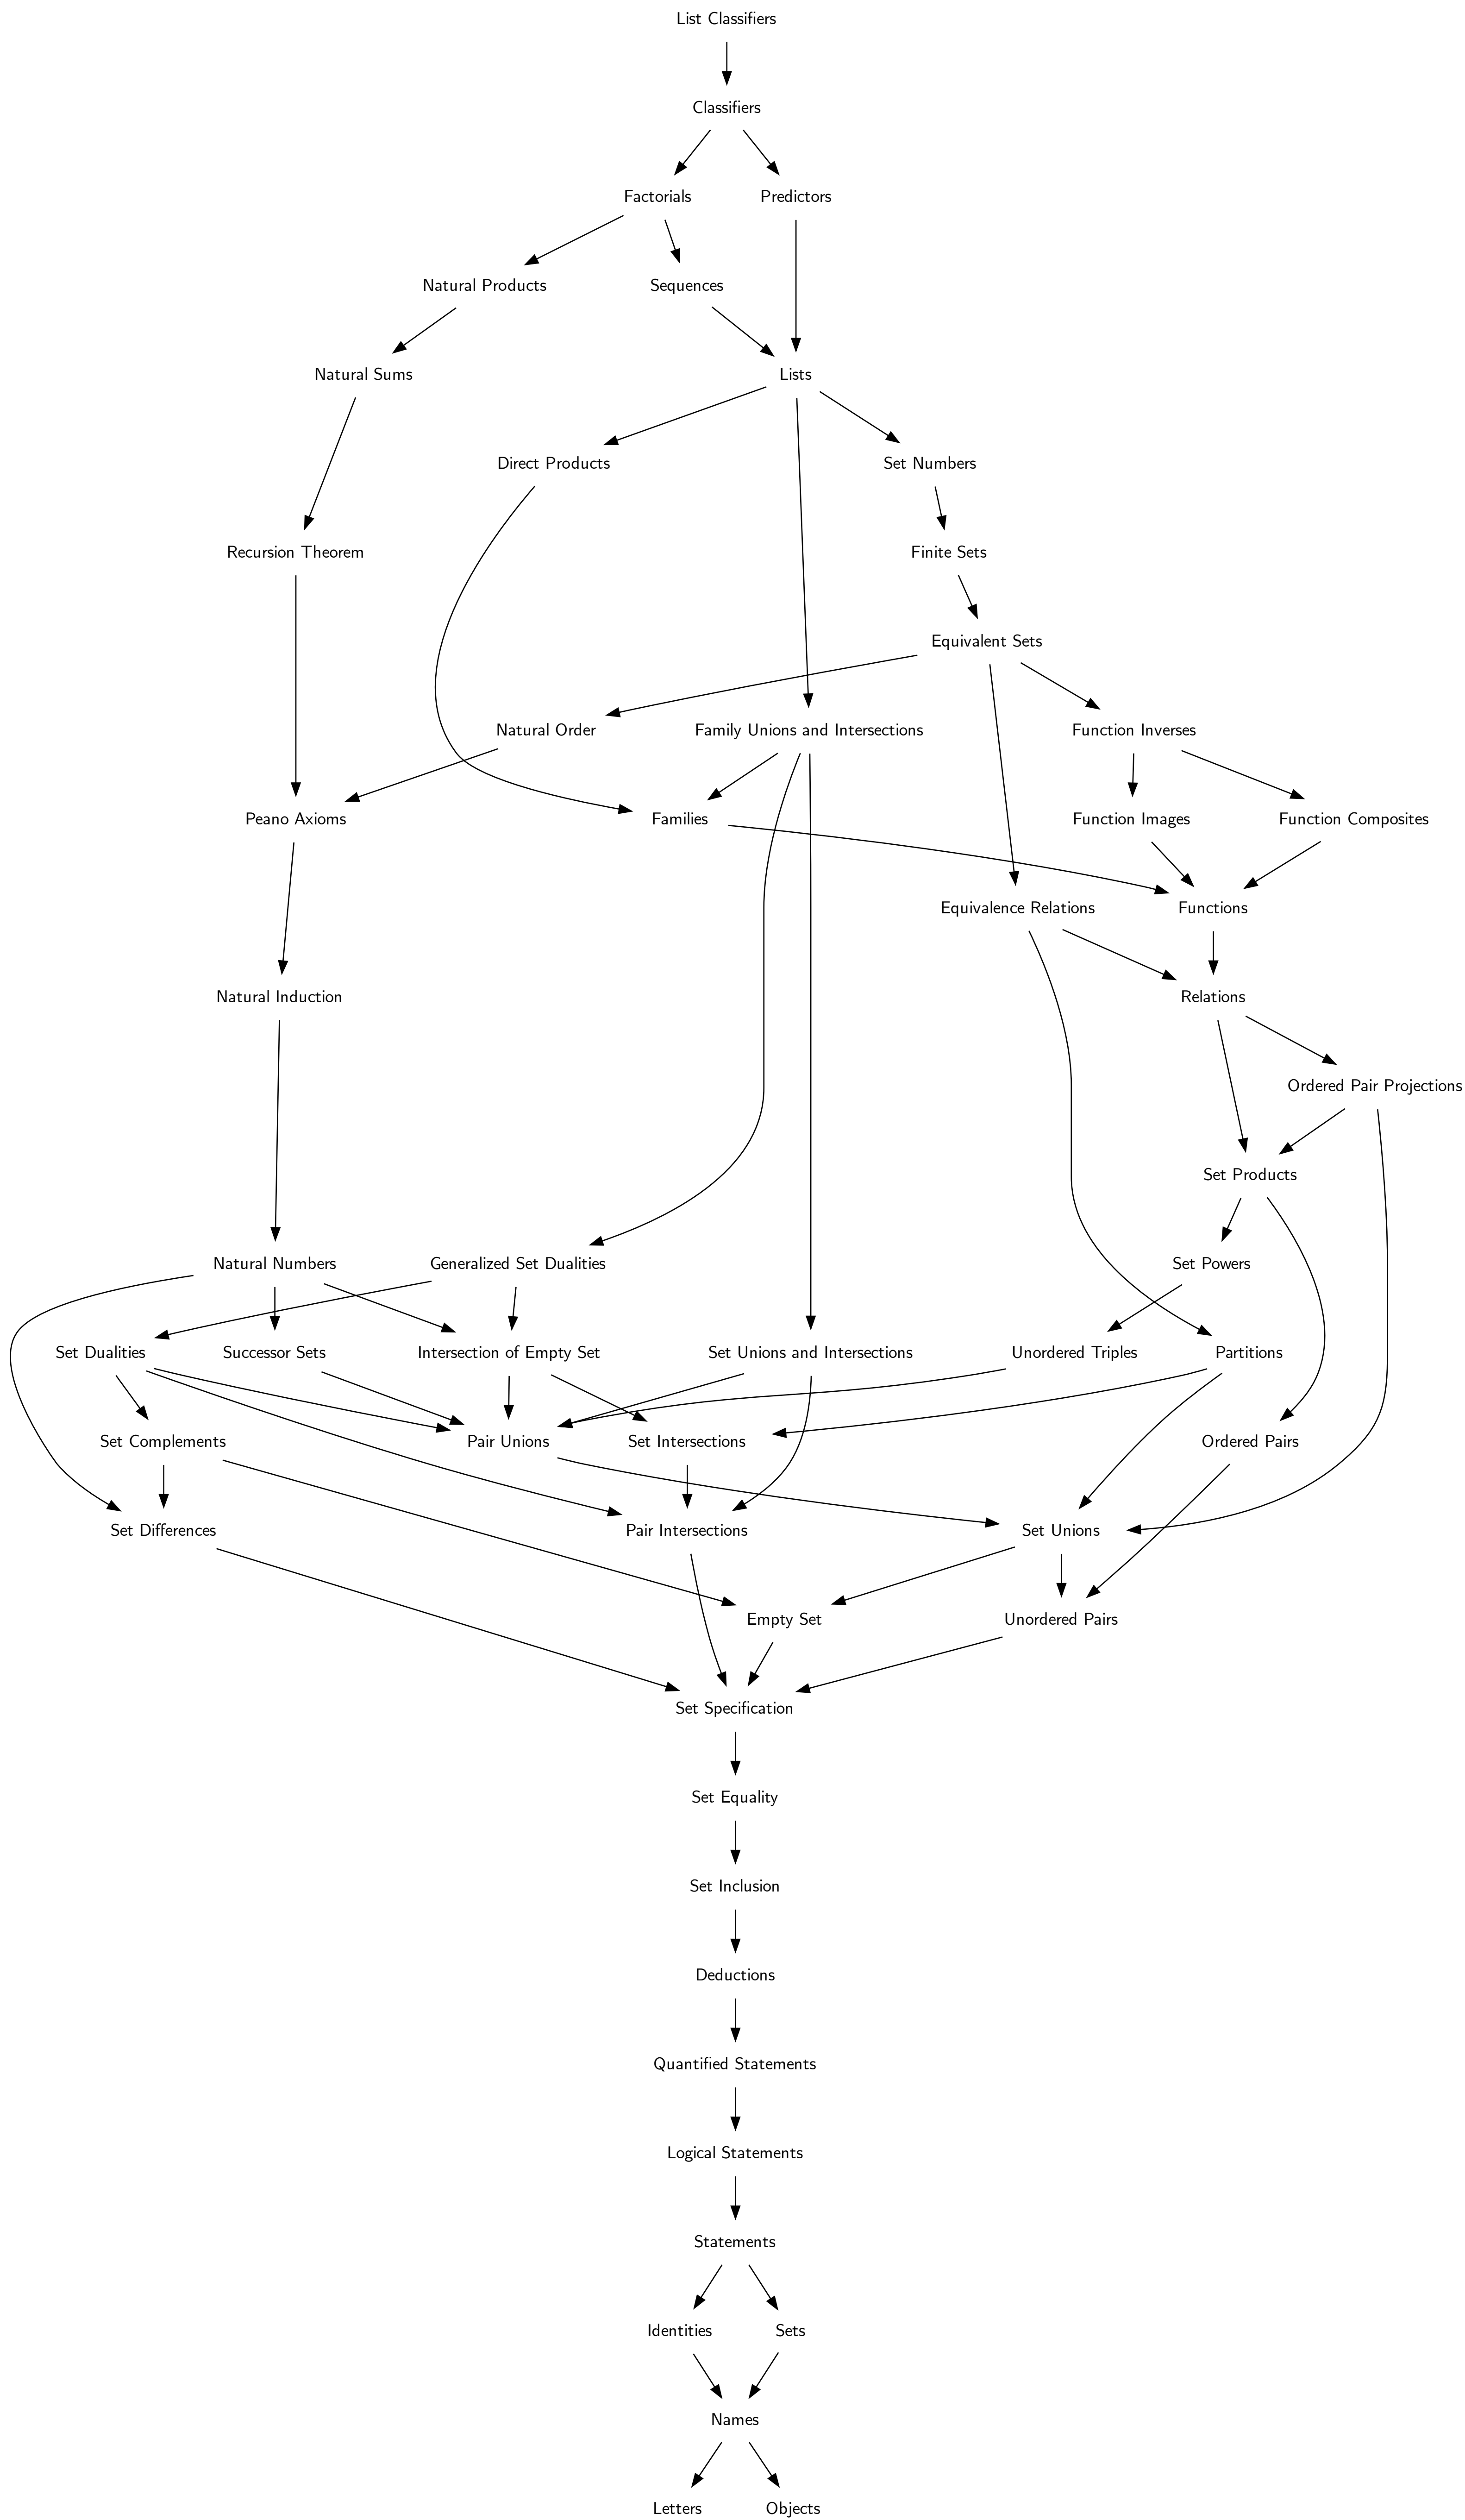 List Classifiers
Classifiers
Factorials
Predictors
Natural Products
Sequences
Natural Sums
Lists
Direct Products
Set Numbers
Recursion Theorem
Finite Sets
Equivalent Sets
Natural Order
Family Unions and Intersections
Function Inverses
Peano Axioms
Families
Function Images
Function Composites
Equivalence Relations
Functions
Natural Induction
Relations
Ordered Pair Projections
Set Products
Natural Numbers
Generalized Set Dualities
Set Powers
Set Dualities
Successor Sets
Intersection of Empty Set
Set Unions and Intersections
Unordered Triples
Partitions
Set Complements
Pair Unions
Set Intersections
Ordered Pairs
Set Differences
Pair Intersections
Set Unions
Empty Set
Unordered Pairs
Set Specification
Set Equality
Set Inclusion
Deductions
Quantified Statements
Logical Statements
Statements
Identities
Sets
Names
Letters
Objects